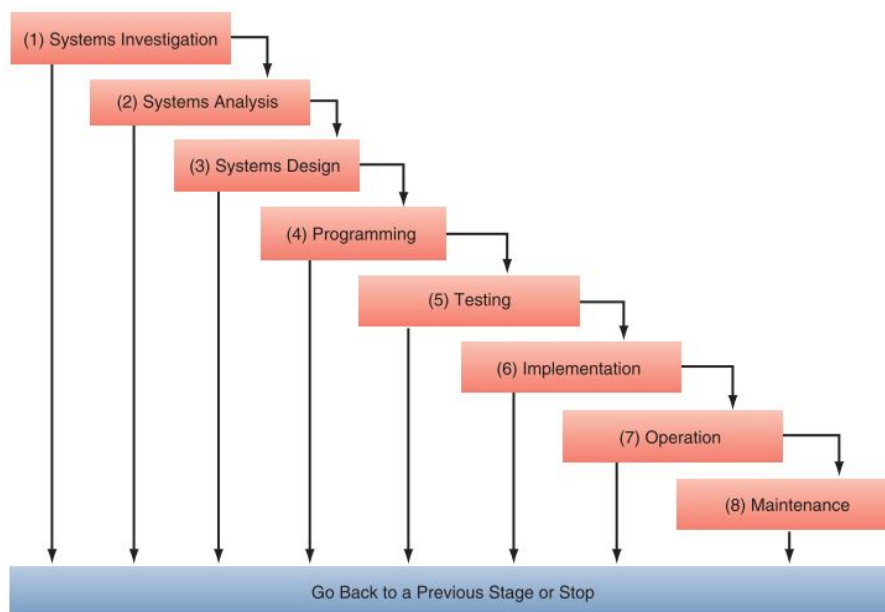 (1) Systems Investigation
(2) Systems Analysis
(3) Systems Design
(4) Programming
(5) Testing
(6) Implementation
(7) Operation
(8) Maintenance
Go Back to a Previous Stage or Stop